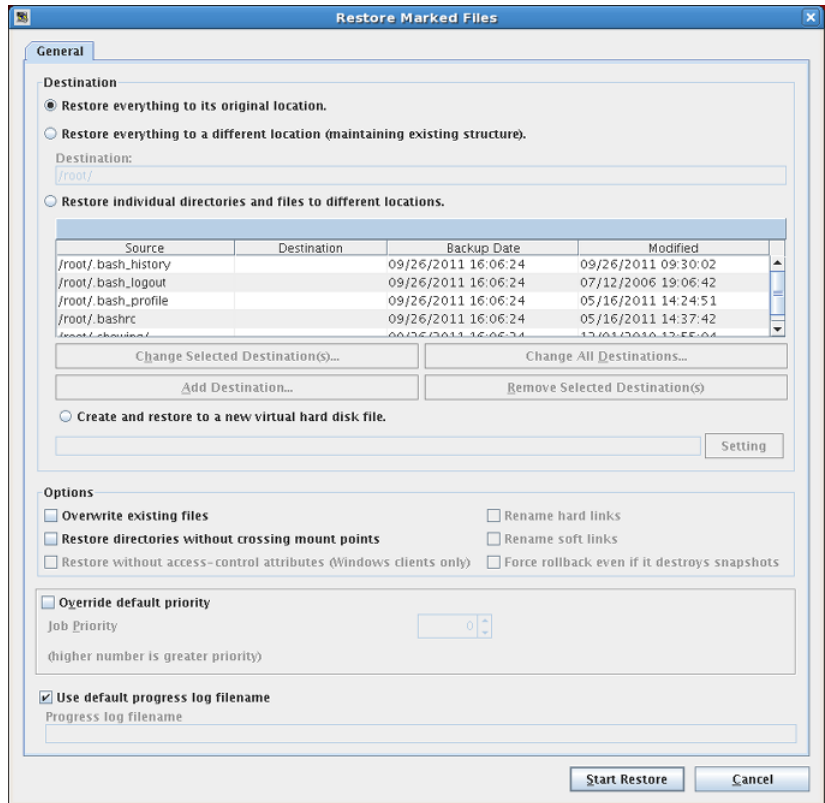 Restore Marked Files
General
Destination
Restore everything to its original location.
Restore everything to a different location (maintaining existing structure).
Destination:
/root/
Restore individual directories and files to different locations.
Source Destination Backup Date Modified
/root/.bash_history 09/26/2011 16:06:24 09/26/2011 09:30:02
/root/.bash_logout 09/26/2011 16:06:24 07/12/2006 19:06:42
/root/.bash_profile 09/26/2011 16:06:24 05/16/2011 14:24:51
/root/.bashrc 09/26/2011 16:06:24 05/16/2011 14:37:42
09/26/2011 16:06:24
Change Selected Destination(s)... Change All Destinations...
Add Destination... Remove Selected Destination(s)
Create and restore to a new virtual hard disk file.
Setting
Options
Overwrite existing files Rename hard links
Restore directories without crossing mount points Rename soft links
Restore without access-control attributes (Windows clients only) Force rollback even if it destroys snapshots
Override default priority
Job Priority 0
(higher number is greater priority)
Use default progress log filename
Progress log filename
Start Restore Cancel